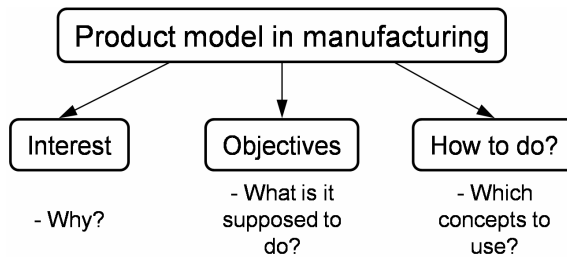 Product model in manufacturing
Interest
Objectives
How to do?
- Why?
- What is it
supposed to
do?
- Which
concepts to
use?